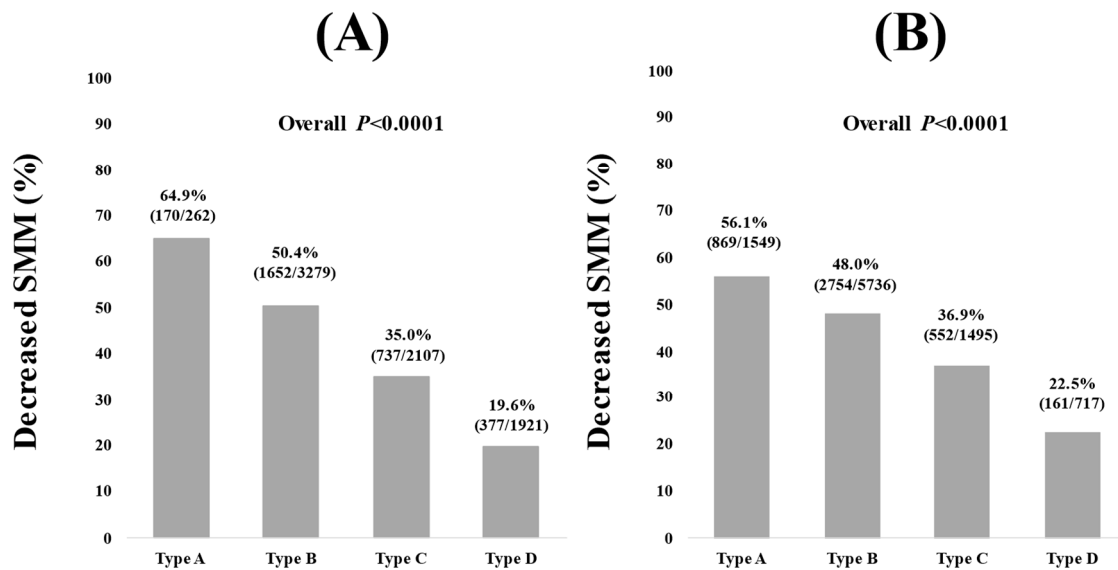 (A)
Decreased SMM (%)
100
90
80
70
60
50
40
30
20
10
0
Overall P<0.0001
64.9%
(170/262)
50.4%
(1652/3279)
35.0%
(737/2107)
19.6%
(377/1921)
Type A
Type B
Type C
Type D
(B)
Decreased SMM (%)
100
90
80
70
60
50
40
30
20
10
0
Overall P<0.0001
56.1%
(869/1549)
48.0%
(2754/5736)
36.9%
(552/1495)
22.5%
(161/717)
Type A
Type B
Type C
Type D